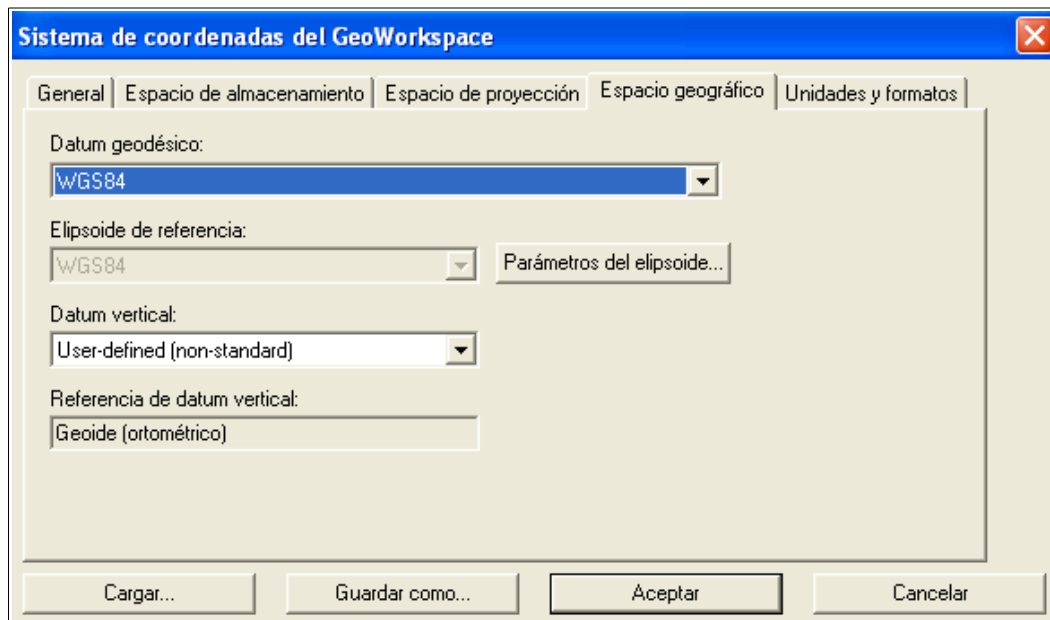 Sistema de coordenadas del GeoWorkspace
General Espacio de almacenamiento Espacio de proyección Espacio geográfico Unidades y formatos
Datum geodésico:
WGS84
Elipsoide de referencia:
WGS84 Parámetros del elipsoide...
Datum vertical:
User-defined (non-standard)
Referencia de datum vertical:
Geoide (ortométrico)
Cargar... Guardar como... Aceptar Cancelar